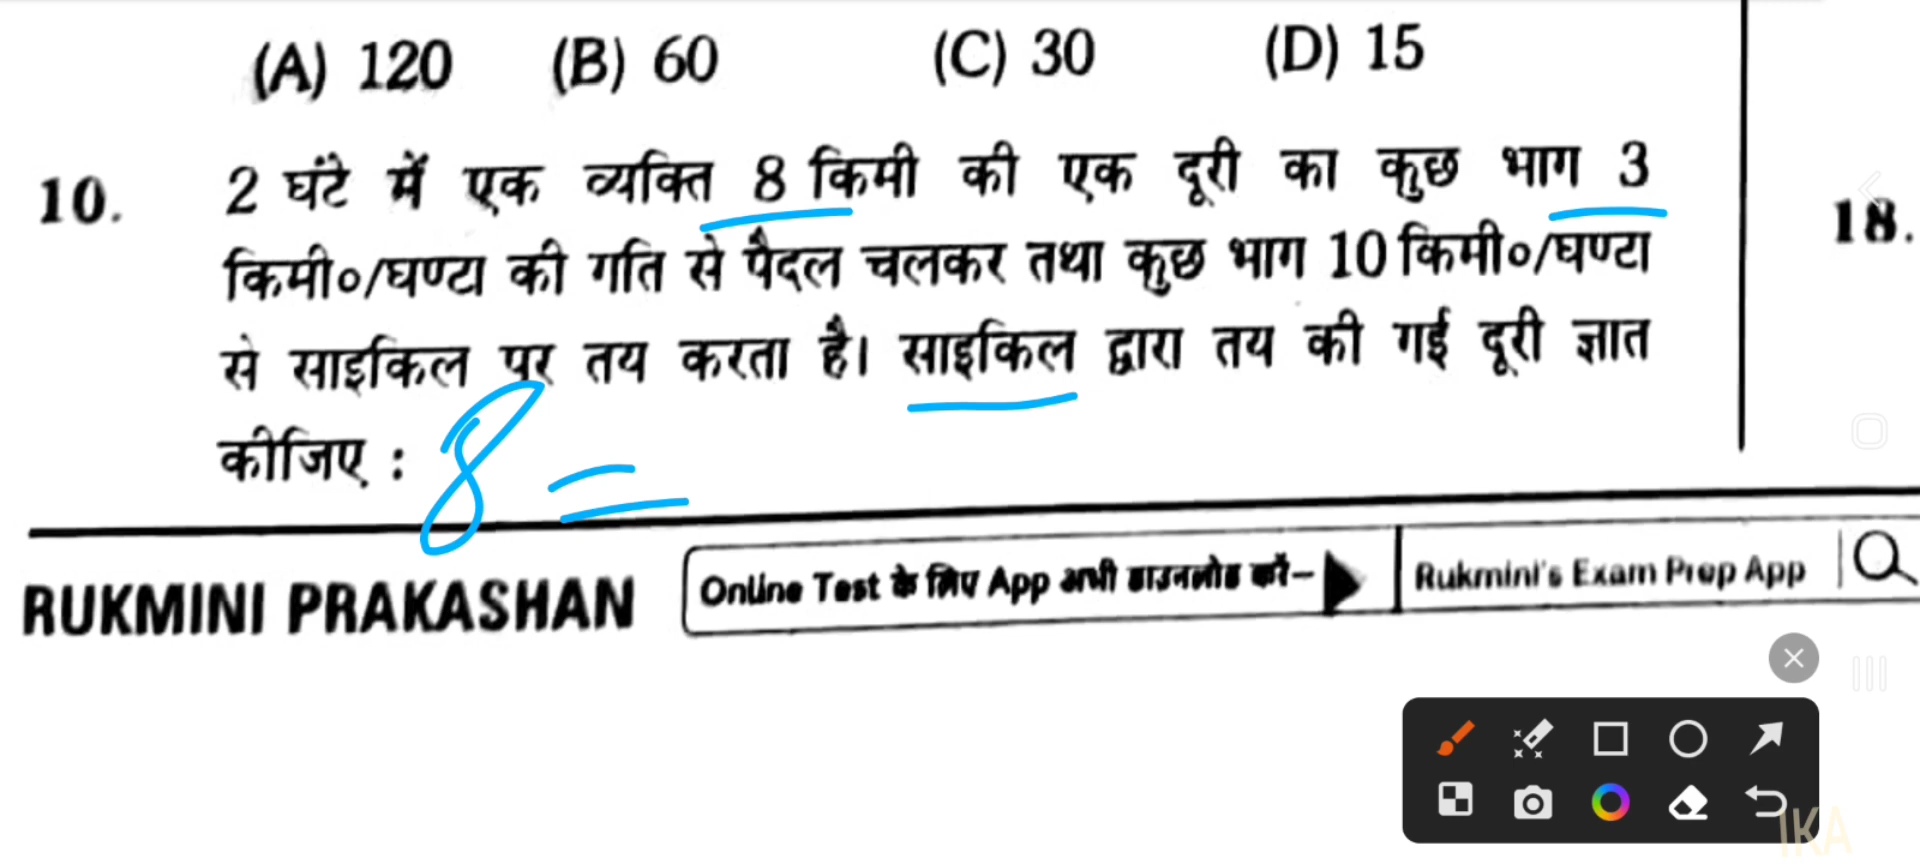 (A) 120 (B) 60 (C) 30 (D) 15
10. 2 घंटे में एक व्यक्ति 8 किमी की एक दूरी का कुछ भाग 3
किमी०/घण्टा की गति से पैदल चलकर तथा कुछ भाग 10 किमी०/घण्टा
से साइकिल पर तय करता है। साइकिल द्वारा तय की गई दूरी ज्ञात
कीजिए :
8 =
18.
RUKMINI PRAKASHAN
Online Test के लिए App अभी डाउनलोड करें–
Rukmini's Exam Prep App
IKA